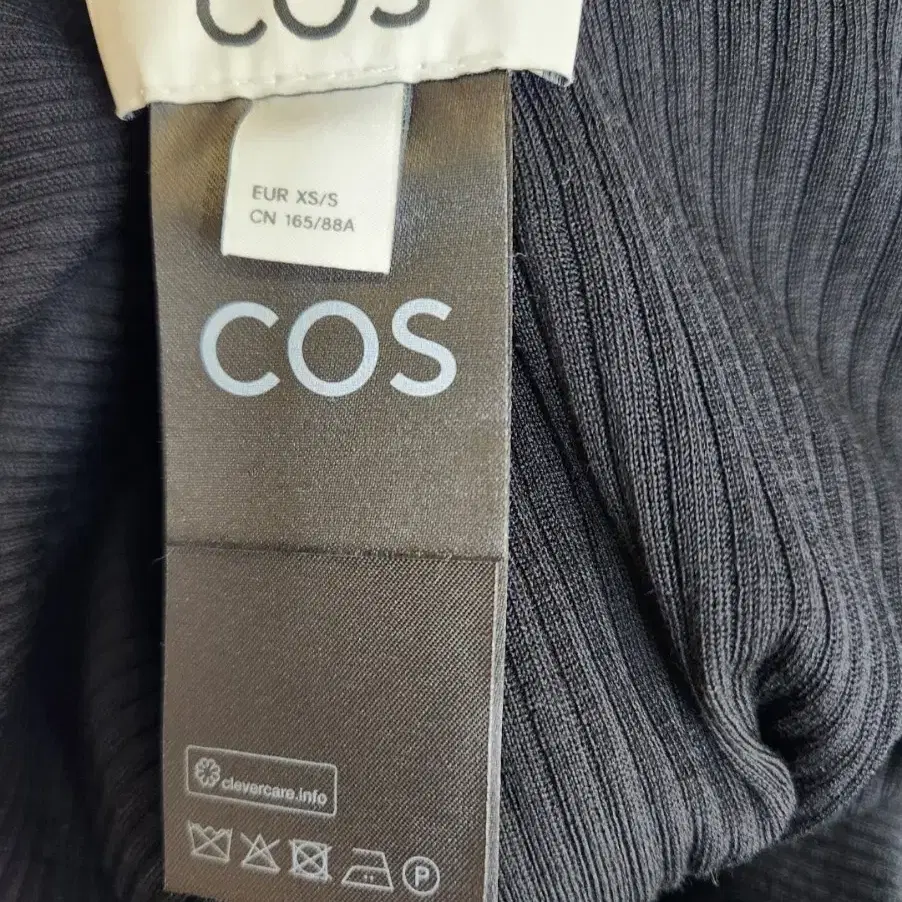 COS
EUR XS/S
CN 165/88A
COS
clevercare.info
P